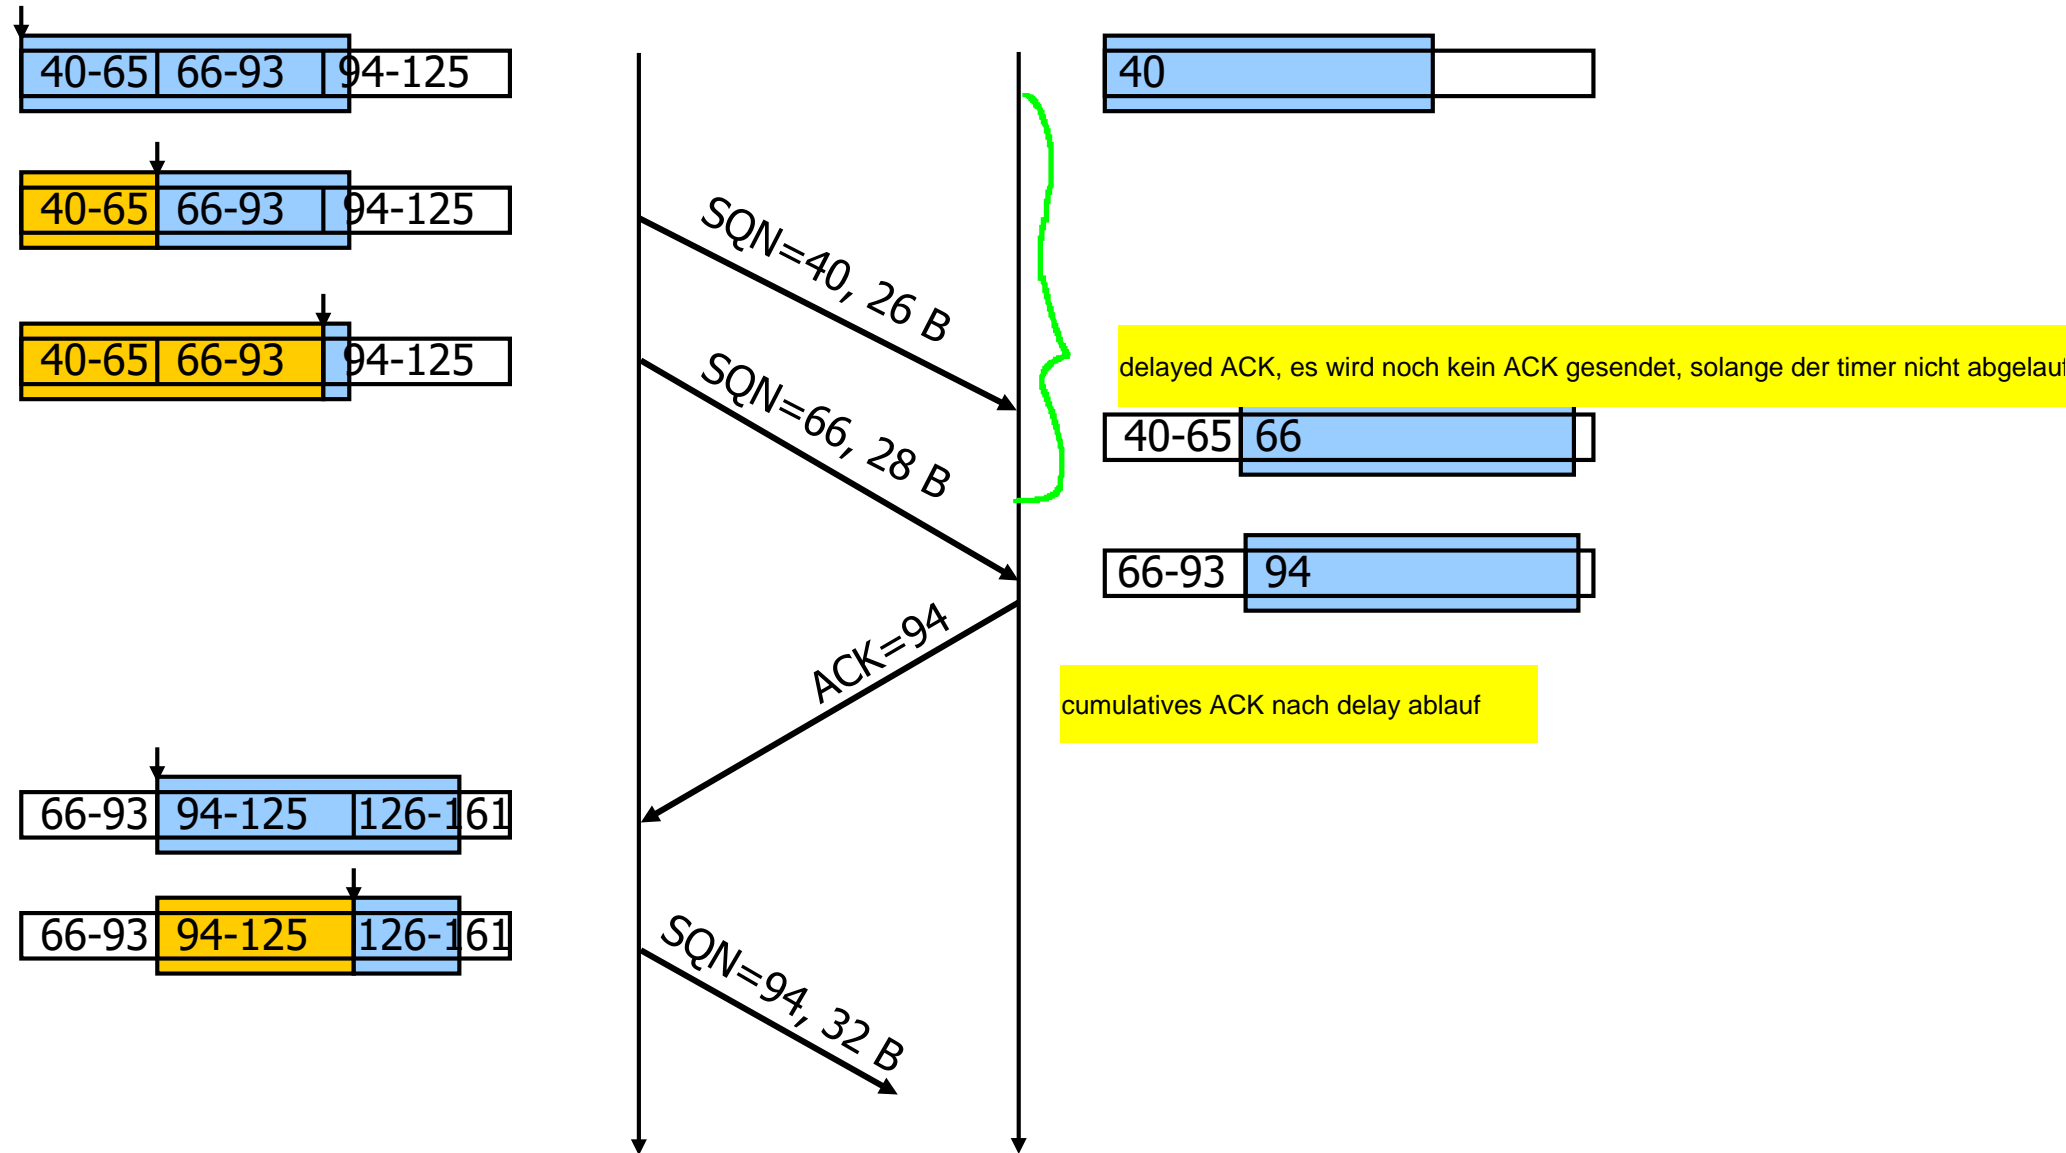 40-65 66-93 94-125
40
40-65 66-93 94-125
SQN=40, 26 B
40-65 66-93 94-125
delayed ACK, es wird noch kein ACK gesendet, solange der timer nicht abgelauf
SQN=66, 28 B
40-65 66
66-93 94
ACK=94
cumulatives ACK nach delay ablauf
66-93 94-125 126-161
66-93 94-125 126-161
SQN=94, 32 B